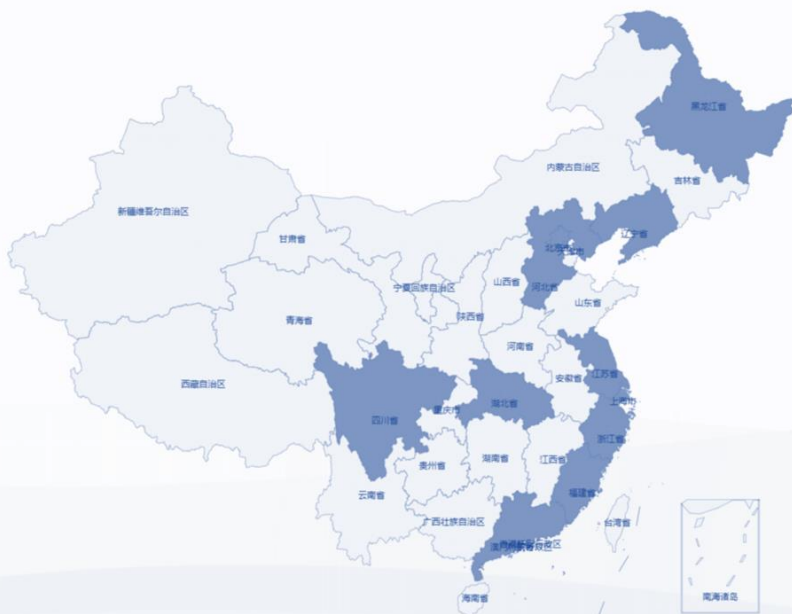 黑龙江省
内蒙古自治区
吉林省
新疆维吾尔自治区
辽宁省
甘肃省
北京市
山西省
宁夏回族自治区
河北省
山东省
陕西省
青海省
河南省
江苏省
安徽省
西藏自治区
上海市
湖北省
重庆市
四川省
浙江省
湖南省
江西省
贵州省
福建省
云南省
广西壮族自治区
台湾省
海南省
南海诸岛